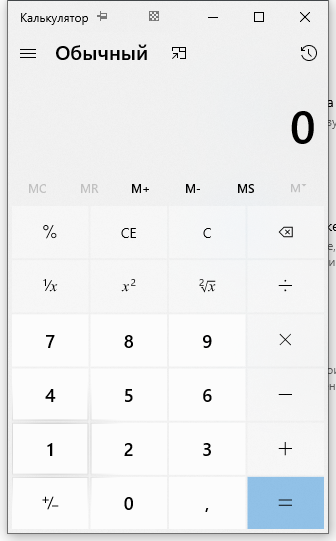 Калькулятор
Обычный
0
MC MR M+ M- MS M˅
% CE C
¹/x x² ²√x ÷
7 8 9 ×
4 5 6 −
1 2 3 +
+/− 0 , =